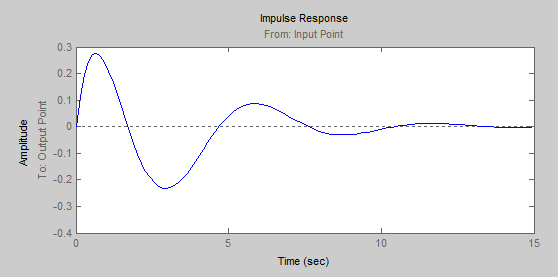 Impulse Response
From: Input Point
0.3
0.2
0.1
0
-0.1
-0.2
-0.3
-0.4
Amplitude
To: Output Point
0 5 10 15
Time (sec)